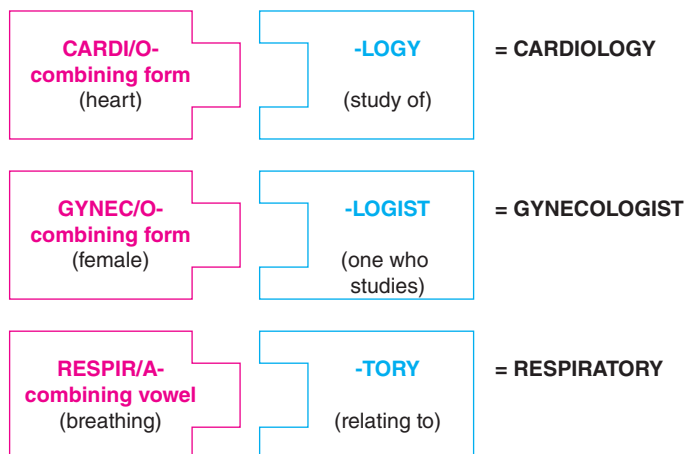 CARDI/O-
combining form
(heart)
-LOGY
(study of)
= CARDIOLOGY
GYNEC/O-
combining form
(female)
-LOGIST
(one who
studies)
= GYNECOLOGIST
RESPIR/A-
combining vowel
(breathing)
-TORY
(relating to)
= RESPIRATORY